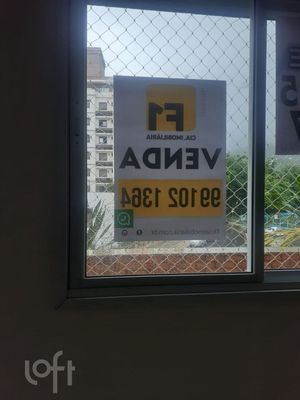 F1
CIA. IMOBILIÁRIA
VENDA
99102 1364
loft